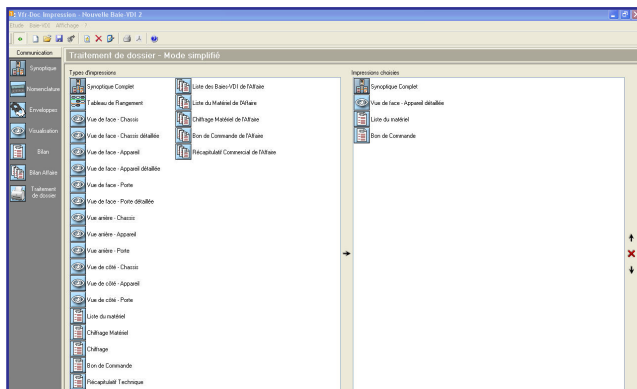 Vfr-Doc Impression - Nouvelle Baie-VDI 2
Etude Baie-VDI Affichage ?
Communication
Synoptique
Nomenclature
Enveloppes
Visualisation
Bilan
Bilan Affaire
Traitement
de dossier
Traitement de dossier - Mode simplifié
Types d'impressions
Synoptique Complet
Tableau de Rangement
Vue de face - Chassis
Vue de face - Chassis détaillée
Vue de face - Appareil
Vue de face - Appareil détaillée
Vue de face - Porte
Vue de face - Porte détaillée
Vue arrière - Chassis
Vue arrière - Appareil
Vue arrière - Porte
Vue de côté - Chassis
Vue de côté - Appareil
Vue de côté - Porte
Liste du matériel
Chiffrage Matériel
Chiffrage
Bon de Commande
Récapitulatif Technique
Liste des Baies-VDI de l'Affaire
Liste du Matériel de l'Affaire
Chiffrage Matériel de l'Affaire
Bon de Commande de l'Affaire
Récapitulatif Commercial de l'Affaire
Impressions choisies
Synoptique Complet
Vue de face - Appareil détaillée
Liste du matériel
Bon de Commande